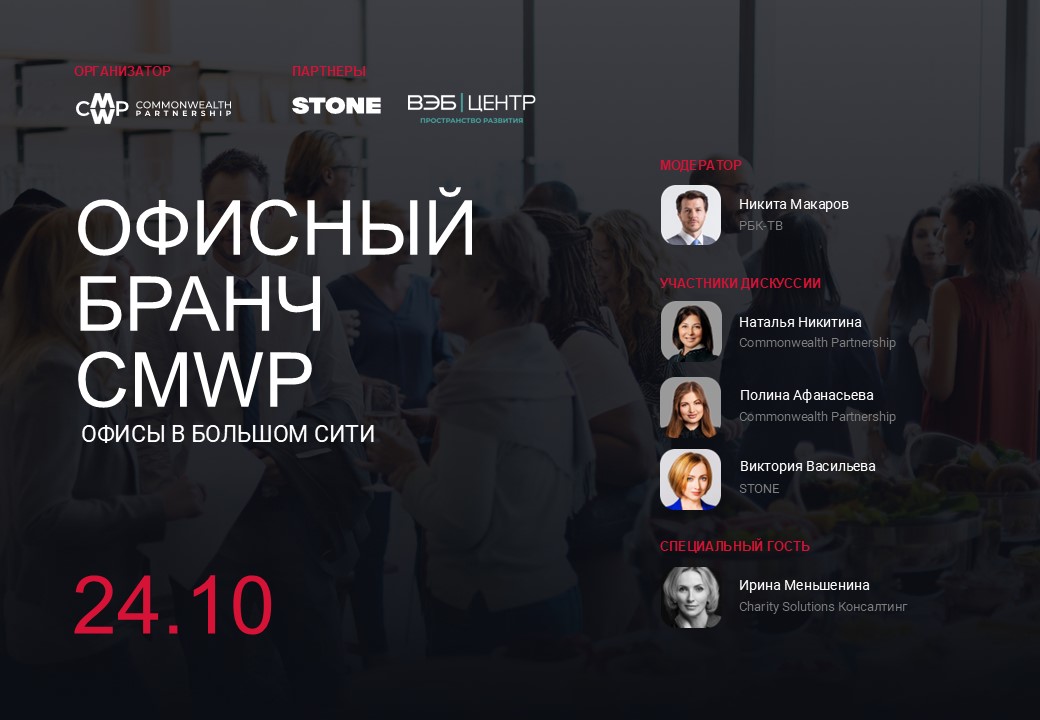 ОРГАНИЗАТОР
CMWP COMMONWEALTH
PARTNERSHIP
ПАРТНЕРЫ
STONE
ВЭБ|ЦЕНТР
ПРОСТРАНСТВО РАЗВИТИЯ
ОФИСНЫЙ
БРАНЧ
CMWP
ОФИСЫ В БОЛЬШОМ СИТИ
24.10
МОДЕРАТОР
Никита Макаров
РБК-ТВ
УЧАСТНИКИ ДИСКУССИИ
Наталья Никитина
Commonwealth Partnership
Полина Афанасьева
Commonwealth Partnership
Виктория Васильева
STONE
СПЕЦИАЛЬНЫЙ ГОСТЬ
Ирина Меньшенина
Charity Solutions Консалтинг